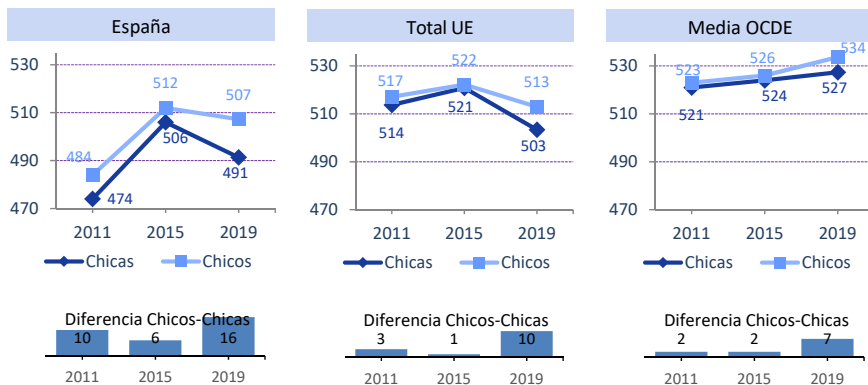 España
530
510
490
470
484
512
507
474
506
491
2011 2015 2019
Chicas Chicos
Diferencia Chicos-Chicas
10 6 16
2011 2015 2019
Total UE
530
510
490
470
517
522
513
514
521
503
2011 2015 2019
Chicas Chicos
Diferencia Chicos-Chicas
3 1 10
2011 2015 2019
Media OCDE
530
510
490
470
523
526
534
521
524
527
2011 2015 2019
Chicas Chicos
Diferencia Chicos-Chicas
2 2 7
2011 2015 2019